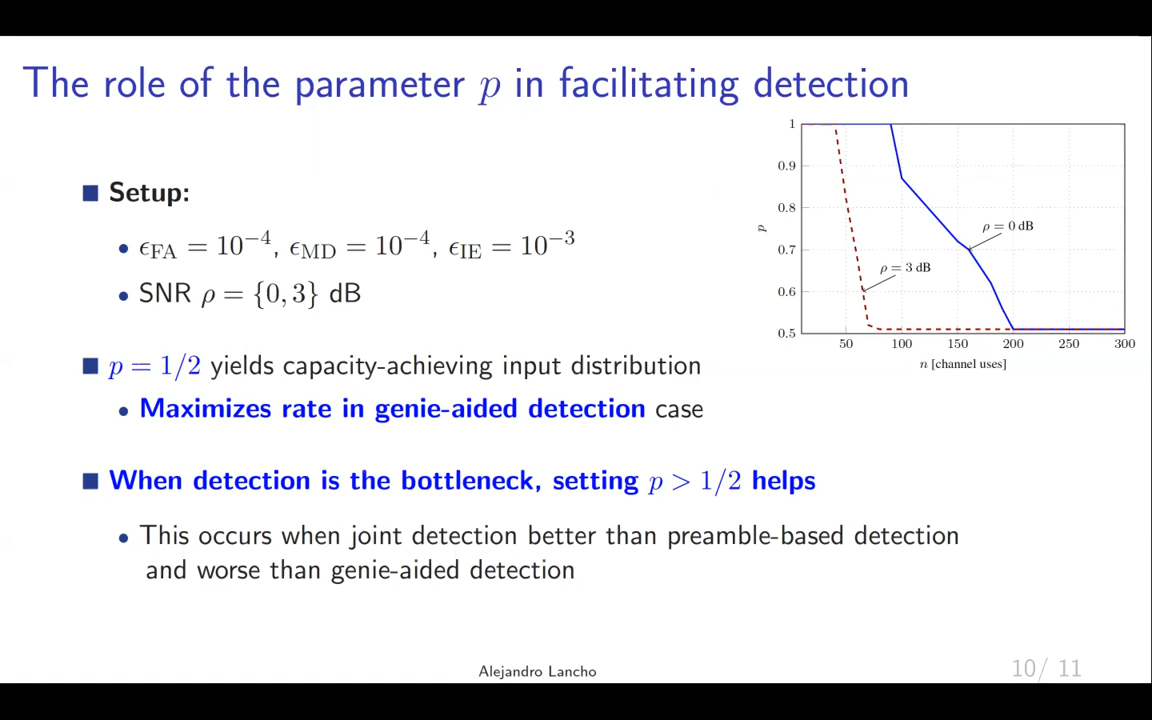 The role of the parameter p in facilitating detection
■ Setup:
• ϵFA = 10⁻⁴, ϵMD = 10⁻⁴, ϵIE = 10⁻³
• SNR ρ = {0, 3} dB
■ p = 1/2 yields capacity-achieving input distribution
• Maximizes rate in genie-aided detection case
■ When detection is the bottleneck, setting p > 1/2 helps
• This occurs when joint detection better than preamble-based detection
and worse than genie-aided detection
1
0.9
0.8
0.7
0.6
0.5
p
ρ = 0 dB
ρ = 3 dB
50 100 150 200 250 300
n [channel uses]
Alejandro Lancho
10/ 11